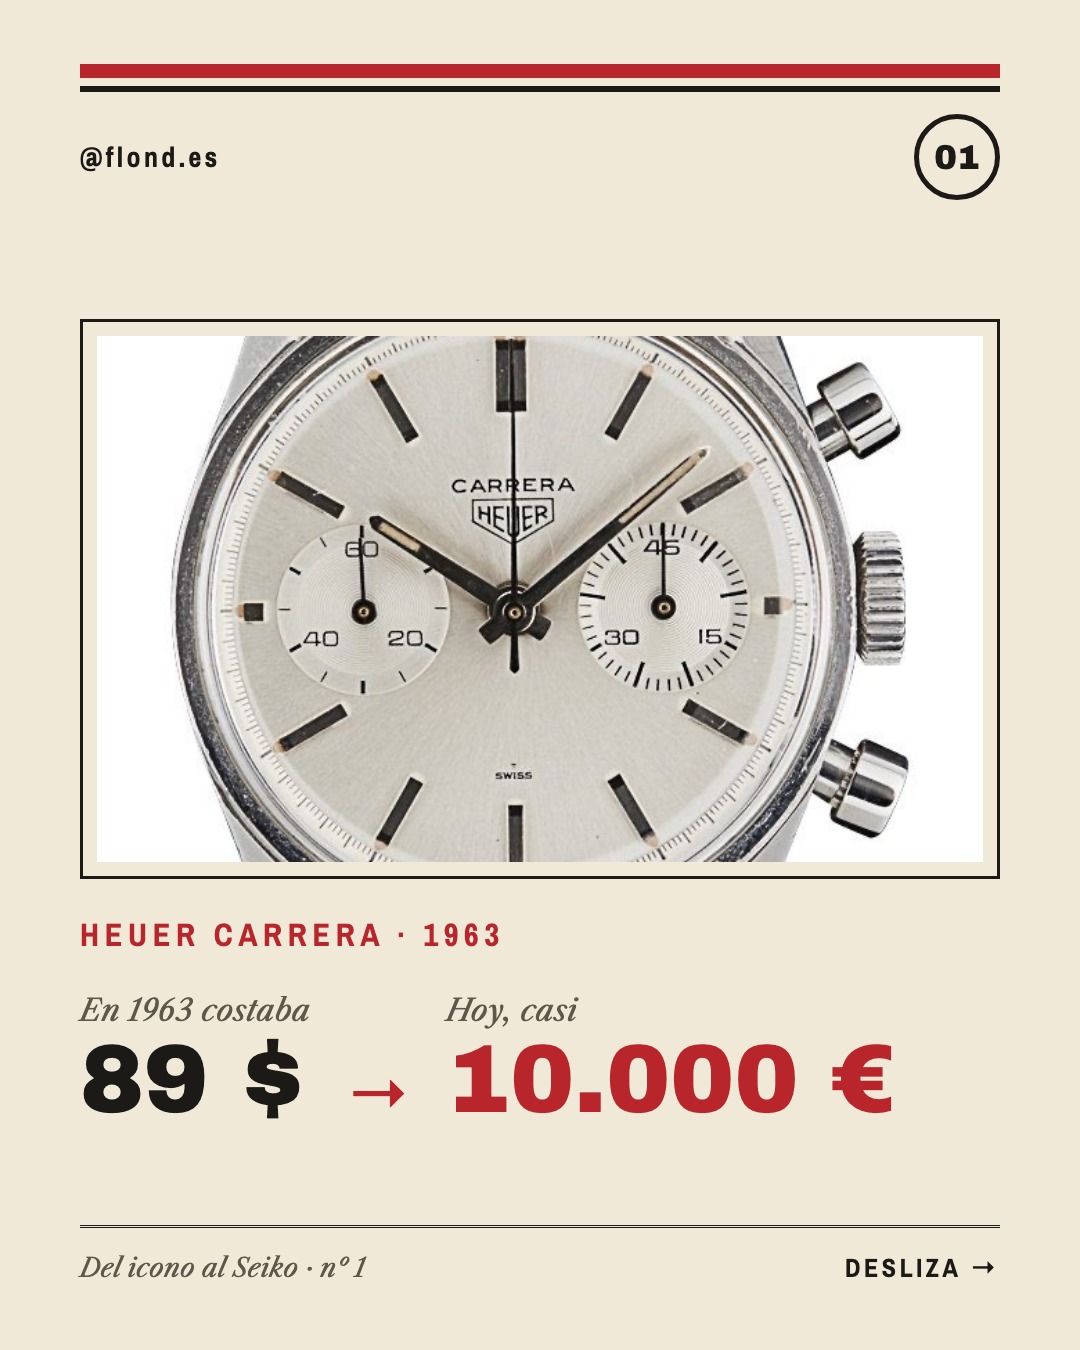 @flond.es
01
CARRERA
HEUER
60
45
40
20
30
15
SWISS
HEUER CARRERA · 1963
En 1963 costaba
Hoy, casi
89 $ → 10.000 €
Del icono al Seiko · nº 1
DESLIZA →